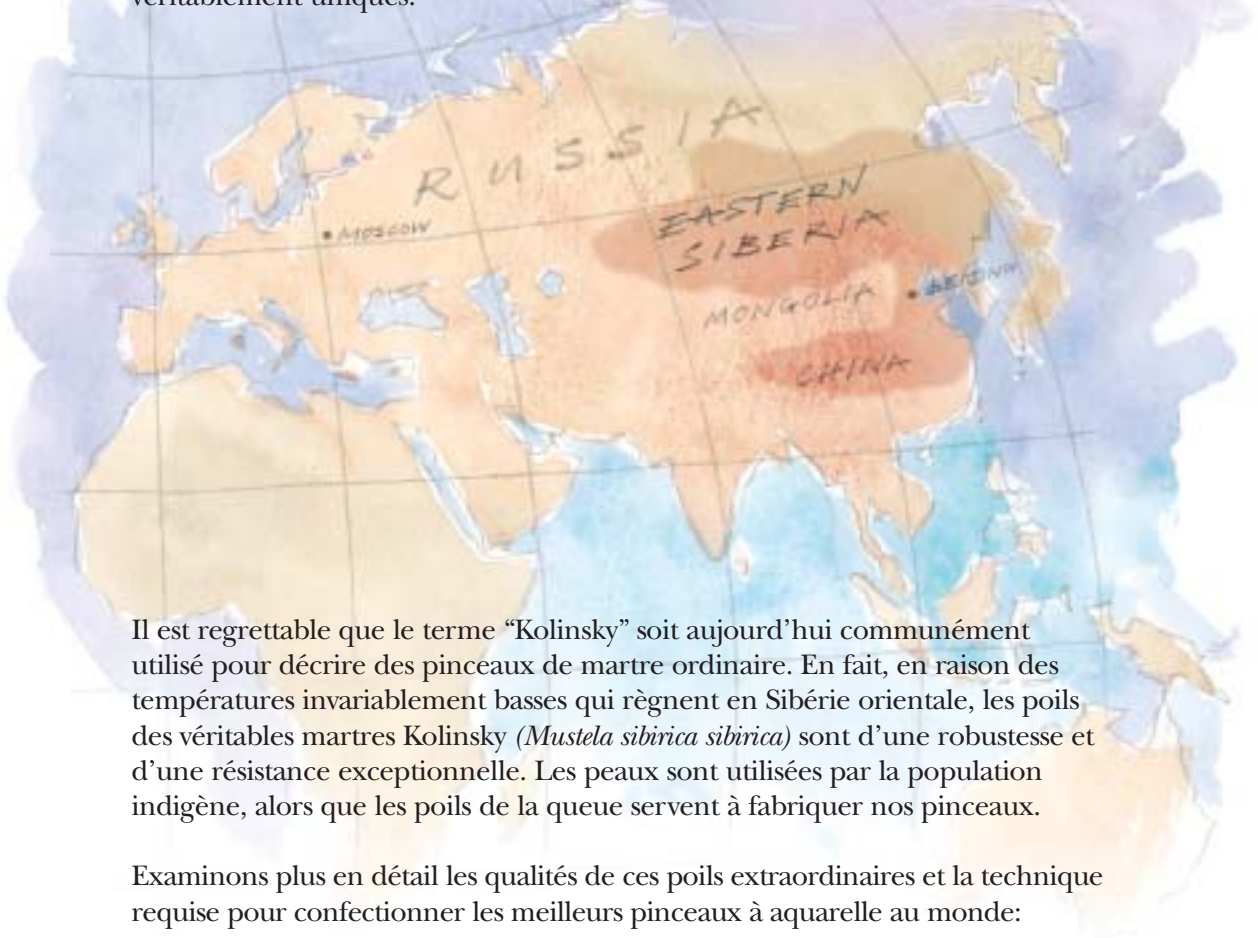 véritablement uniques.
RUSSIA
• MOSCOW
EASTERN
SIBERIA
MONGOLIA
• BEIJING
CHINA
Il est regrettable que le terme “Kolinsky” soit aujourd’hui communément
utilisé pour décrire des pinceaux de martre ordinaire. En fait, en raison des
températures invariablement basses qui règnent en Sibérie orientale, les poils
des véritables martres Kolinsky (Mustela sibirica sibirica) sont d’une robustesse et
d’une résistance exceptionnelle. Les peaux sont utilisées par la population
indigène, alors que les poils de la queue servent à fabriquer nos pinceaux.
Examinons plus en détail les qualités de ces poils extraordinaires et la technique
requise pour confectionner les meilleurs pinceaux à aquarelle au monde: